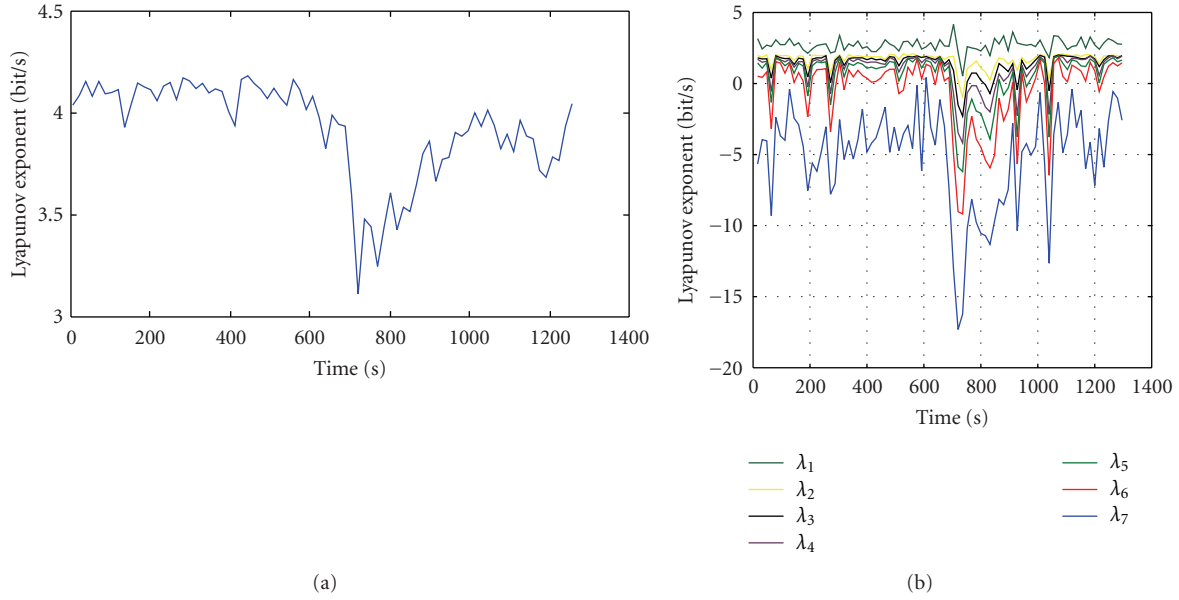 4.5
4
3.5
3
Lyapunov exponent (bit/s)
0 200 400 600 800 1000 1200 1400
Time (s)
(a)
5
0
−5
−10
−15
−20
Lyapunov exponent (bit/s)
0 200 400 600 800 1000 1200 1400
Time (s)
λ1
λ2
λ3
λ4
λ5
λ6
λ7
(b)